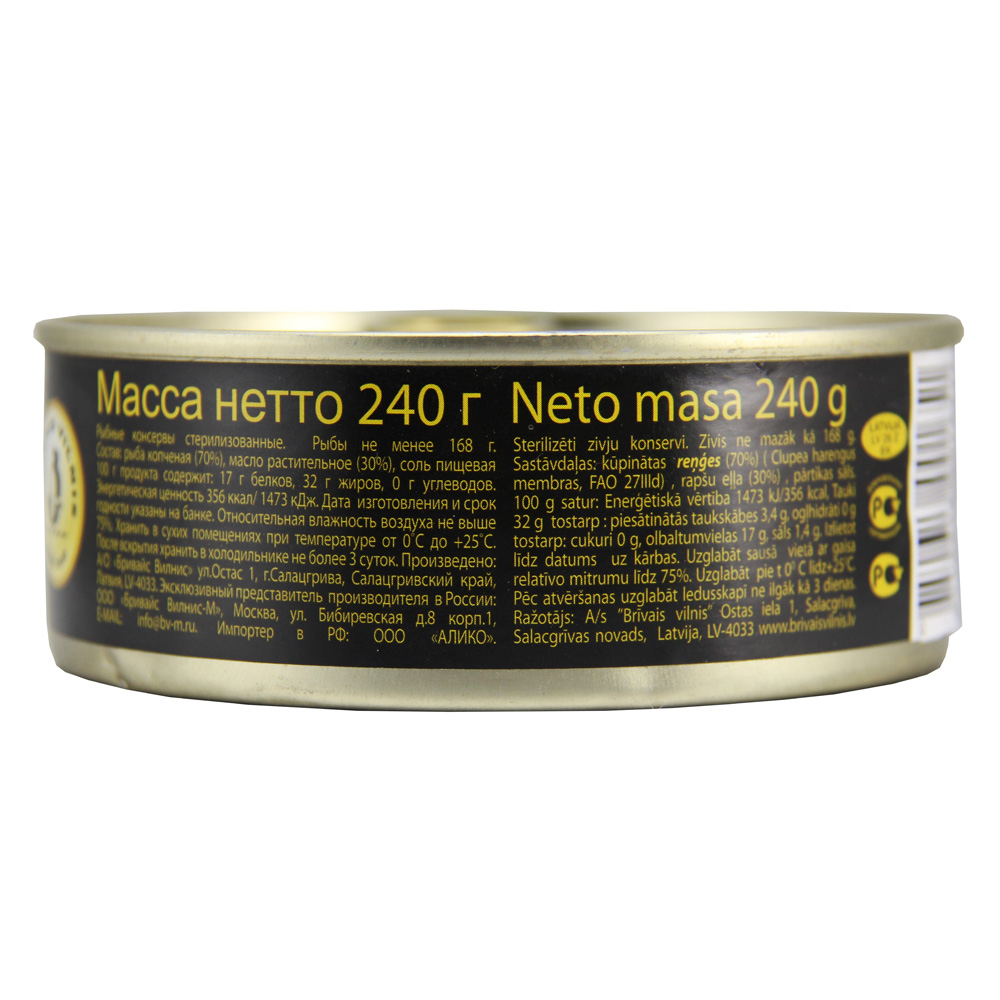 Масса нетто 240 г
Рыбные консервы стерилизованные. Рыбы не менее 168 г.
Состав: рыба копченая (70%), масло растительное (30%), соль пищевая
100 г продукта содержит: 17 г белков, 32 г жиров, 0 г углеводов.
Энергетическая ценность 356 ккал/ 1473 кДж. Дата изготовления и срок
годности указаны на банке. Относительная влажность воздуха не выше
75%. Хранить в сухих помещениях при температуре от 0°С до +25°С.
После вскрытия хранить в холодильнике не более 3 суток. Произведено:
А/О «Бривайс Вилнис» ул.Остас 1, г.Салацгрива, Салацгривский край,
Латвия, LV-4033. Эксклюзивный представитель производителя в России:
ООО «Бривайс Вилнис-М», Москва, ул. Бибиревская д.8 корп.1,
E-MAIL: info@bv-m.ru. Импортер в РФ: ООО «АЛИКО».
Neto masa 240 g
Sterilizēti zivju konservi. Zivis ne mazāk kā 168 g.
Sastāvdaļas: kūpinātas reņģes (70%) ( Clupea harengus
membras, FAO 27IIId) , rapšu eļļa (30%) , pārtikas sāls
100 g satur: Enerģētiskā vērtība 1473 kJ/356 kcal, Tauki
32 g tostarp : piesātinātās taukskābes 3,4 g, ogļhidrāti 0 g
tostarp: cukuri 0 g, olbaltumvielas 17 g, sāls 1,4 g. Izlietot
līdz datums uz kārbas. Uzglabāt sausā vietā ar gaisa
relatīvo mitrumu līdz 75%. Uzglabāt pie t 0° C līdz+25°C
Pēc atvēršanas uzglabāt ledusskapī ne ilgāk kā 3 dienas.
Ražotājs: A/s "Brīvais vilnis" Ostas iela 1, Salacgrīva,
Salacgrīvas novads, Latvija, LV-4033 www.brivaisvilnis.lv